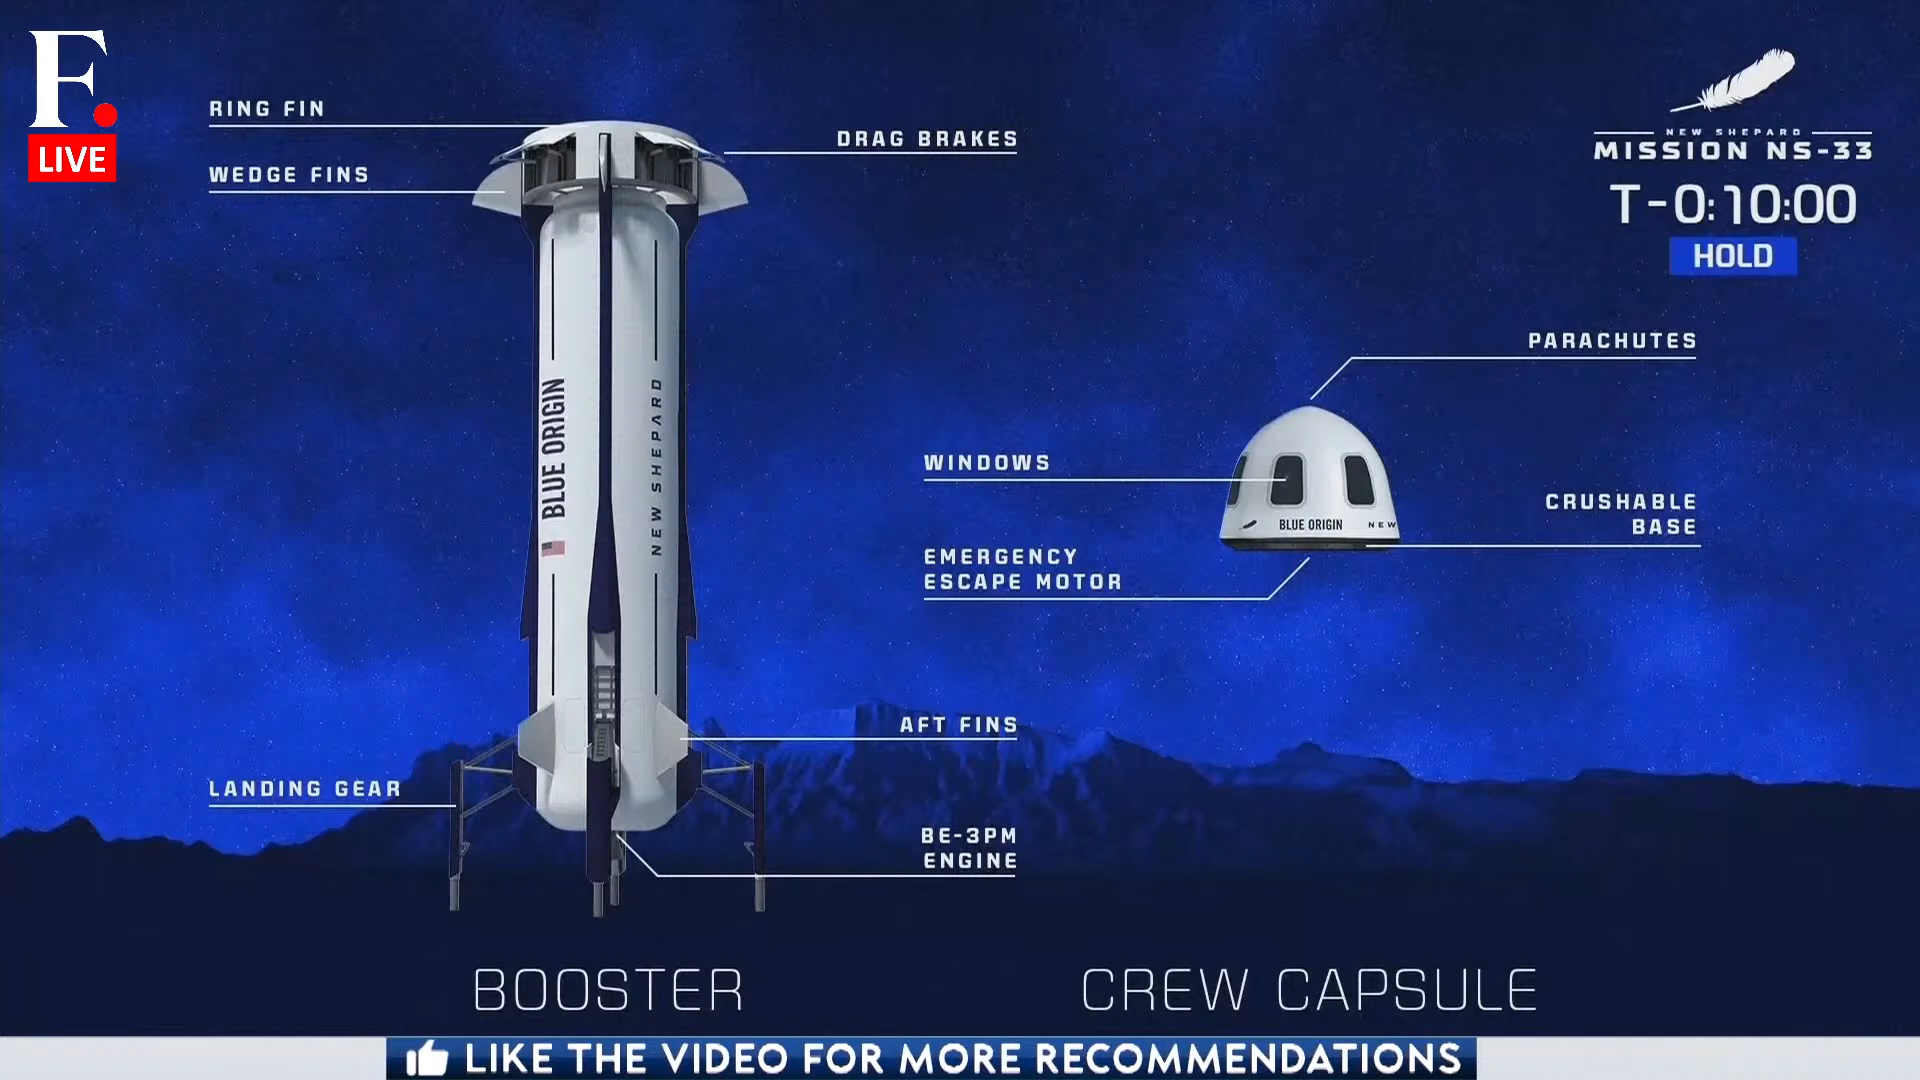 F.
LIVE
RING FIN
WEDGE FINS
DRAG BRAKES
NEW SHEPARD
MISSION NS-33
T-0:10:00
HOLD
BLUE ORIGIN
NEW SHEPARD
PARACHUTES
WINDOWS
CRUSHABLE
BASE
BLUE ORIGIN
NEW
EMERGENCY
ESCAPE MOTOR
AFT FINS
LANDING GEAR
BE-3PM
ENGINE
BOOSTER
CREW CAPSULE
LIKE THE VIDEO FOR MORE RECOMMENDATIONS